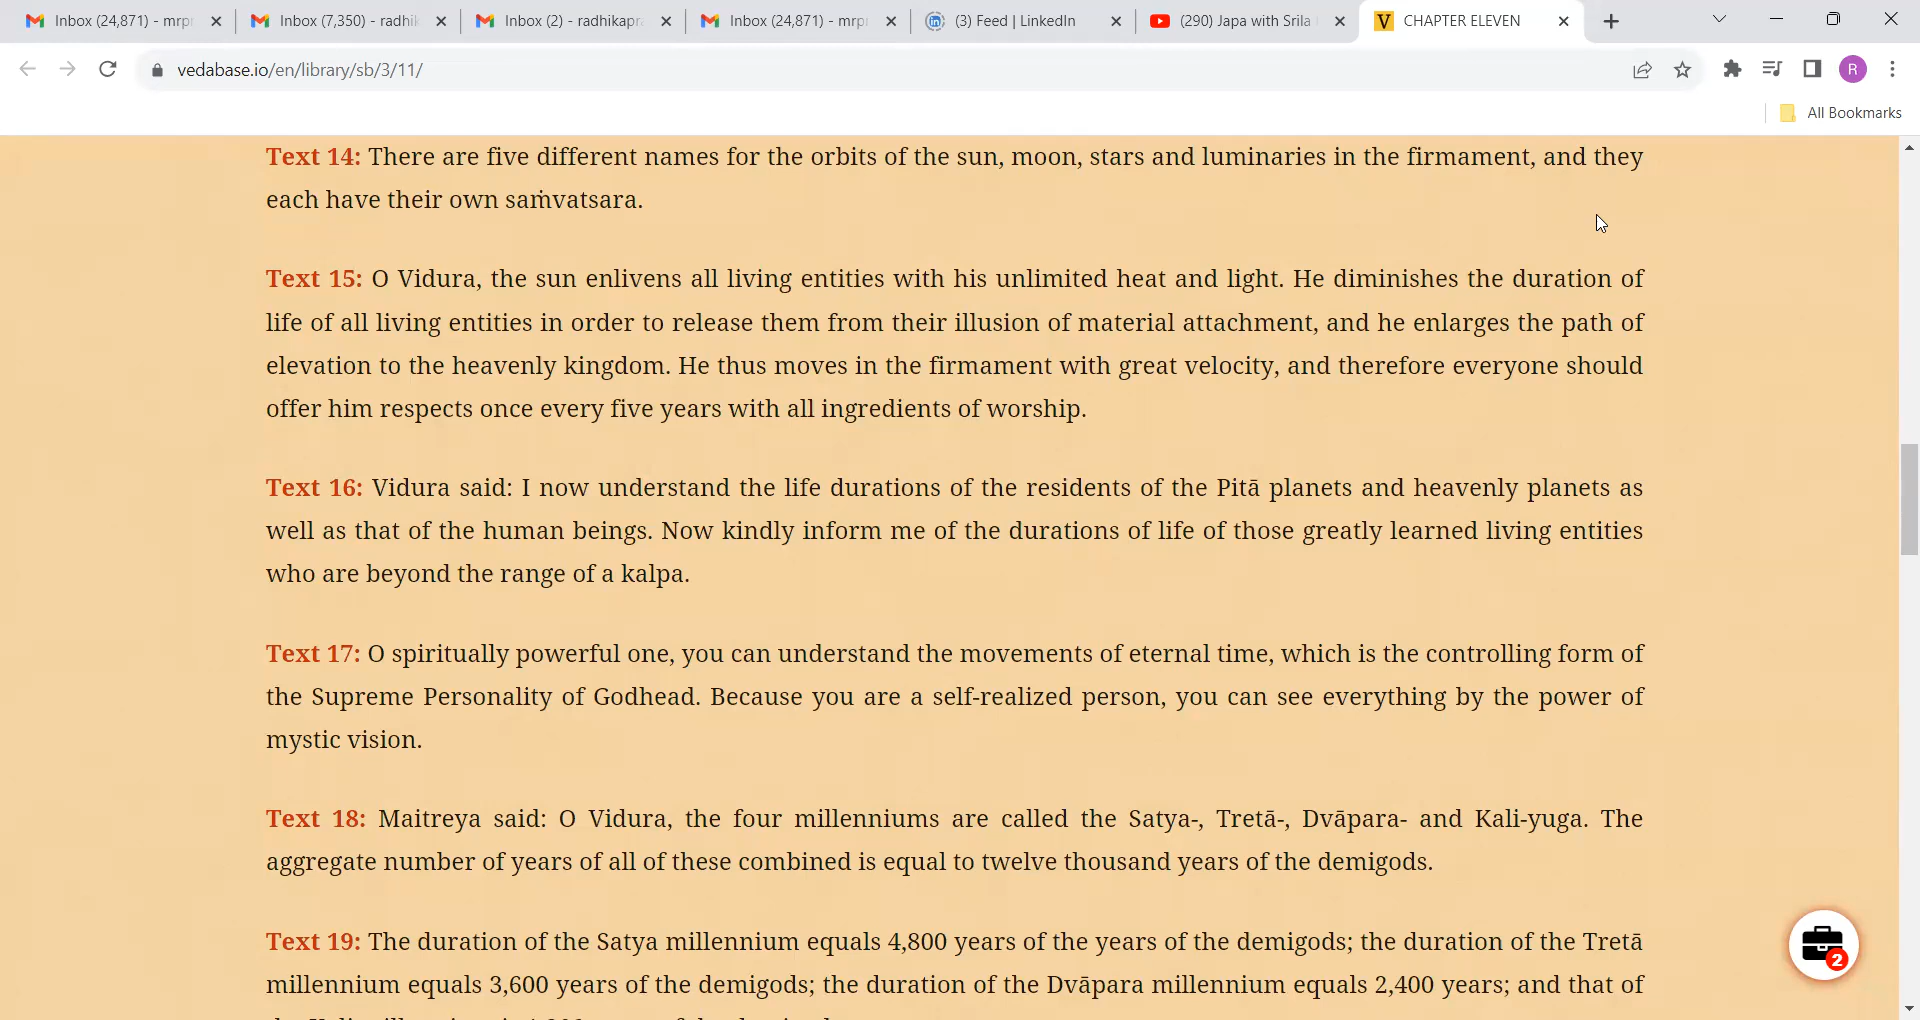 Inbox (24,871) - mrpr
Inbox (7,350) - radhik
Inbox (2) - radhikapr
Inbox (24,871) - mrp
(3) Feed | LinkedIn
(290) Japa with Srila
V CHAPTER ELEVEN
vedabase.io/en/library/sb/3/11/
R
All Bookmarks
Text 14: There are five different names for the orbits of the sun, moon, stars and luminaries in the firmament, and they
each have their own saṁvatsara.
Text 15: O Vidura, the sun enlivens all living entities with his unlimited heat and light. He diminishes the duration of
life of all living entities in order to release them from their illusion of material attachment, and he enlarges the path of
elevation to the heavenly kingdom. He thus moves in the firmament with great velocity, and therefore everyone should
offer him respects once every five years with all ingredients of worship.
Text 16: Vidura said: I now understand the life durations of the residents of the Pitā planets and heavenly planets as
well as that of the human beings. Now kindly inform me of the durations of life of those greatly learned living entities
who are beyond the range of a kalpa.
Text 17: O spiritually powerful one, you can understand the movements of eternal time, which is the controlling form of
the Supreme Personality of Godhead. Because you are a self-realized person, you can see everything by the power of
mystic vision.
Text 18: Maitreya said: O Vidura, the four millenniums are called the Satya-, Tretā-, Dvāpara- and Kali-yuga. The
aggregate number of years of all of these combined is equal to twelve thousand years of the demigods.
Text 19: The duration of the Satya millennium equals 4,800 years of the years of the demigods; the duration of the Tretā
millennium equals 3,600 years of the demigods; the duration of the Dvāpara millennium equals 2,400 years; and that of
2